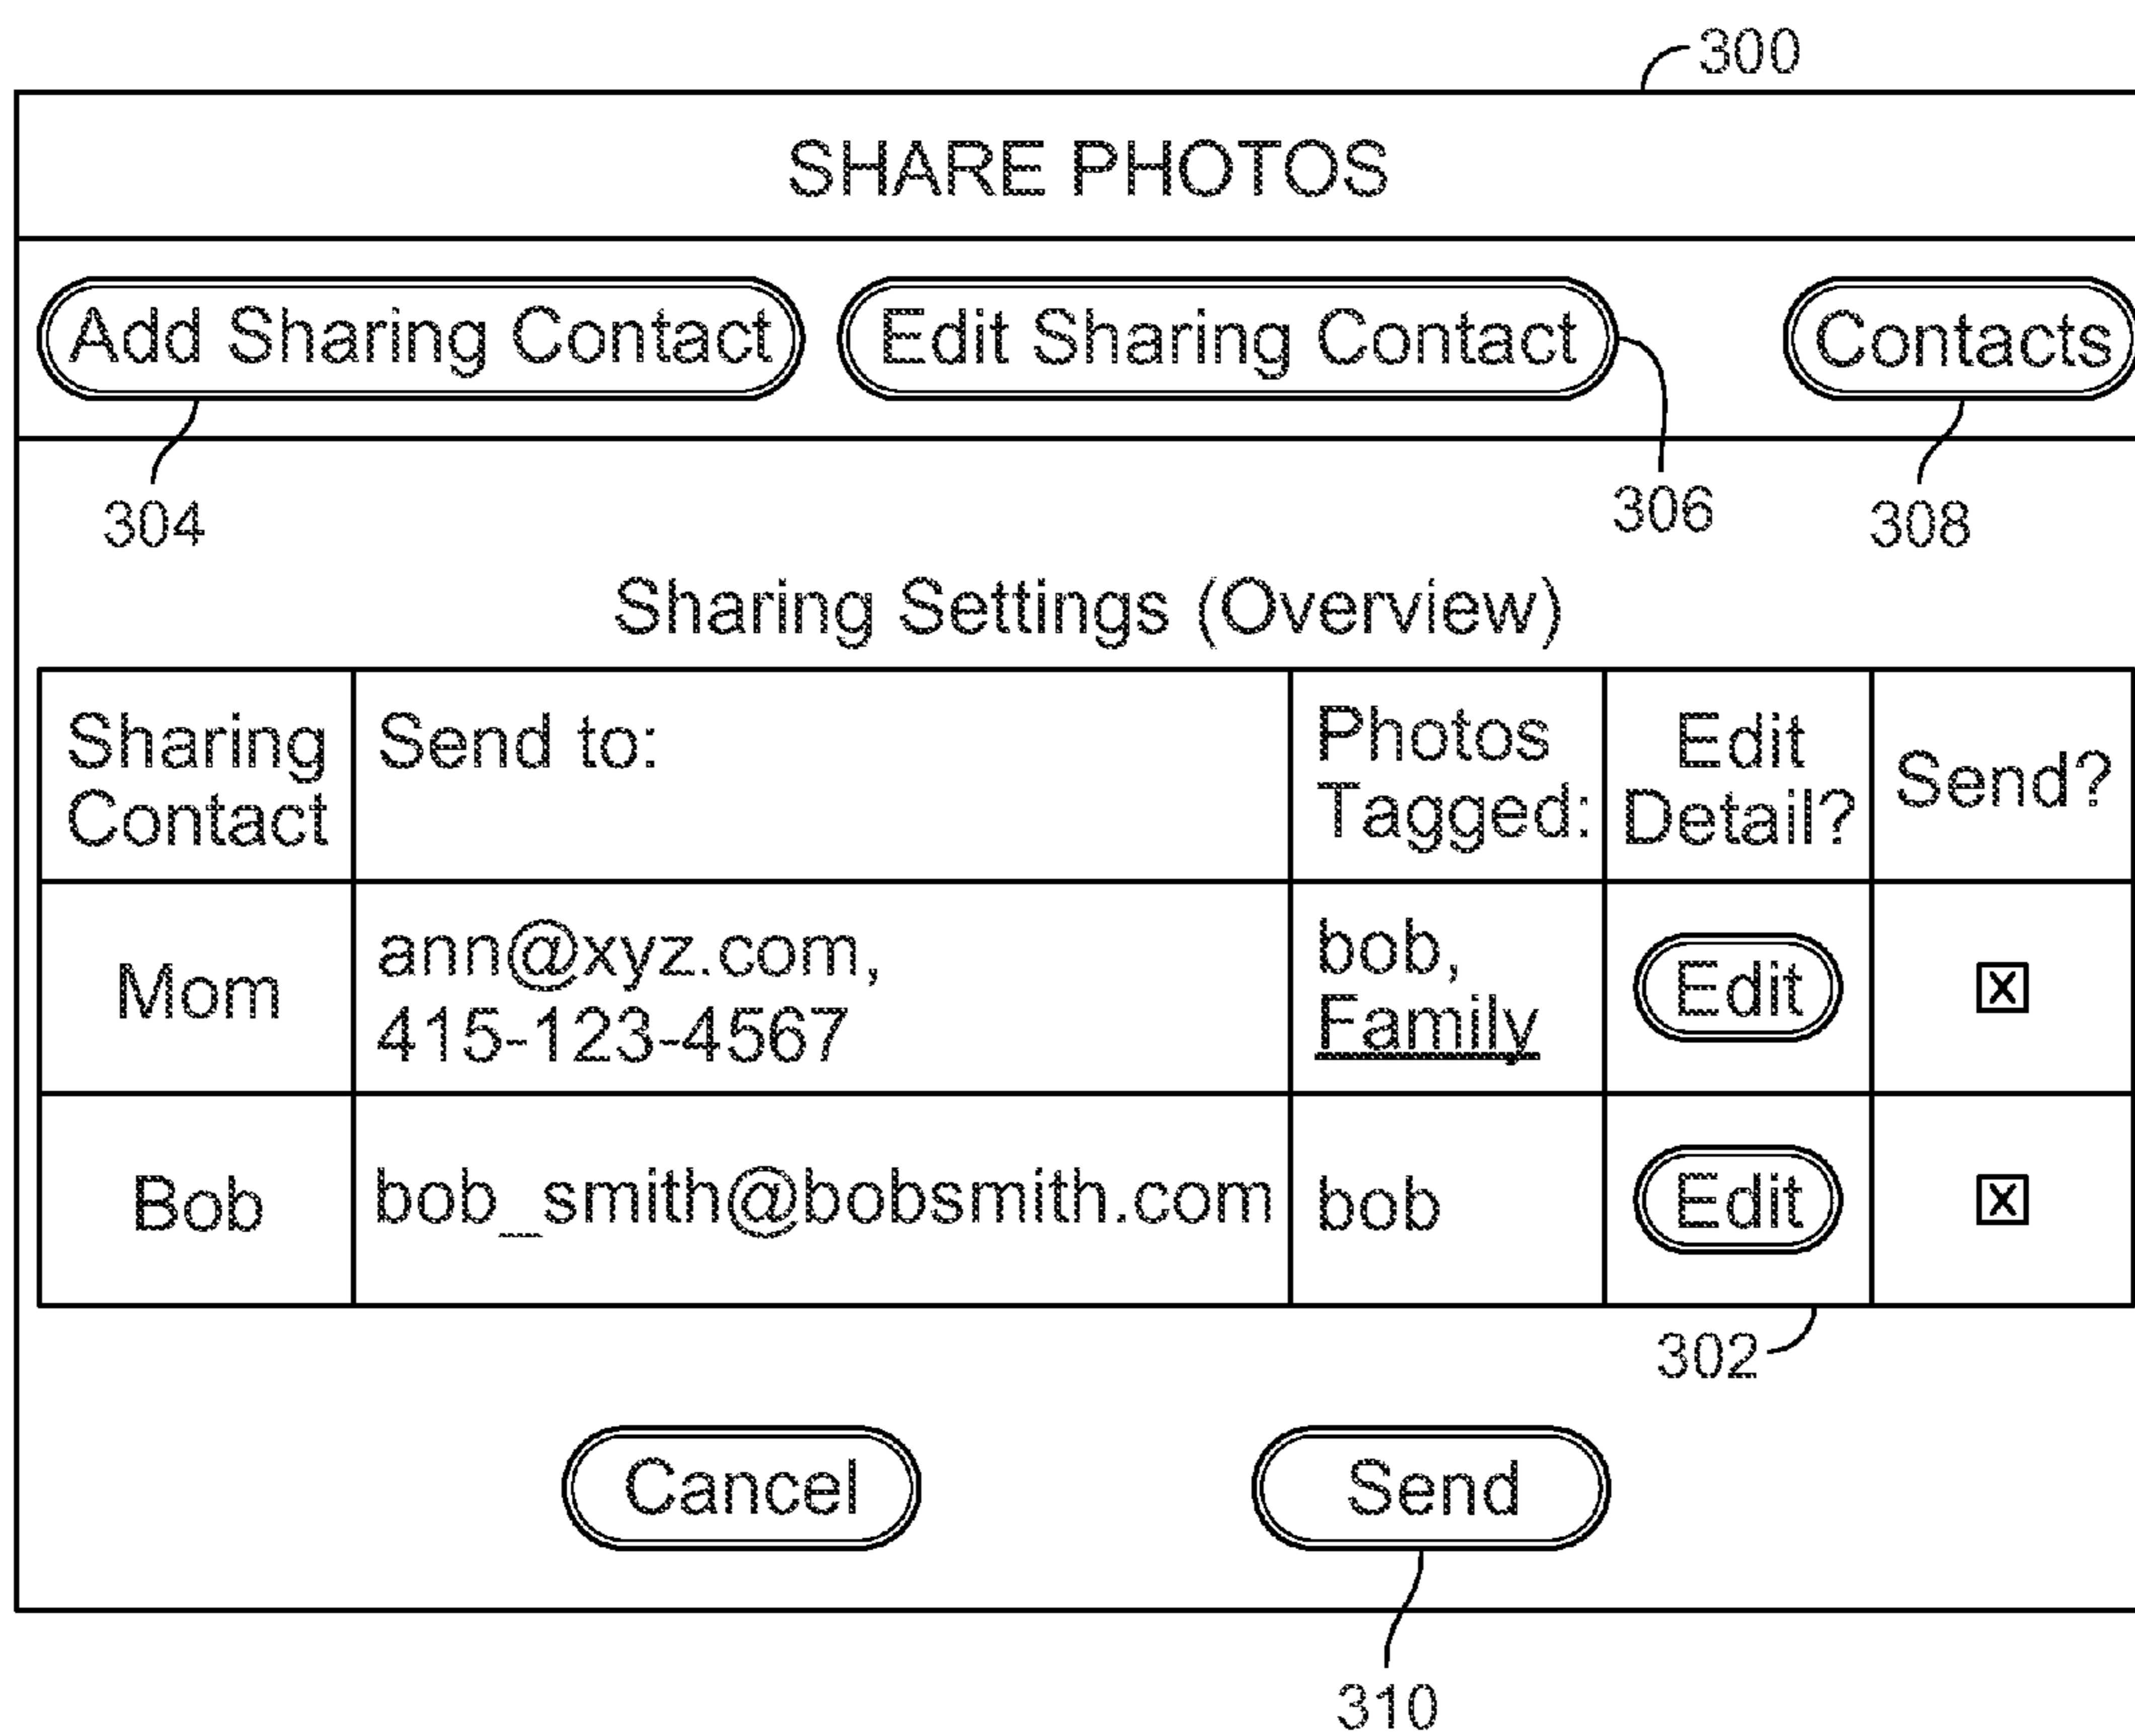 300
SHARE PHOTOS
Add Sharing Contact Edit Sharing Contact Contacts
304 306 308
Sharing Settings (Overview)
Sharing Contact Send to: Photos Tagged: Edit Detail? Send?
Mom ann@xyz.com, 415-123-4567 bob, Family Edit x
Bob bob_smith@bobsmith.com bob Edit x
302
Cancel Send
310